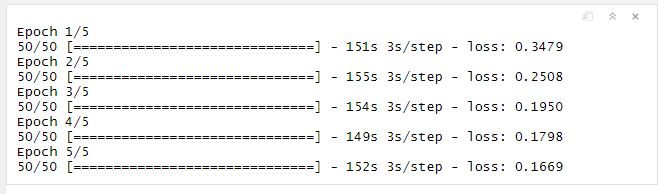 Epoch 1/5
50/50 [==============================] - 151s 3s/step - loss: 0.3479
Epoch 2/5
50/50 [==============================] - 155s 3s/step - loss: 0.2508
Epoch 3/5
50/50 [==============================] - 154s 3s/step - loss: 0.1950
Epoch 4/5
50/50 [==============================] - 149s 3s/step - loss: 0.1798
Epoch 5/5
50/50 [==============================] - 152s 3s/step - loss: 0.1669